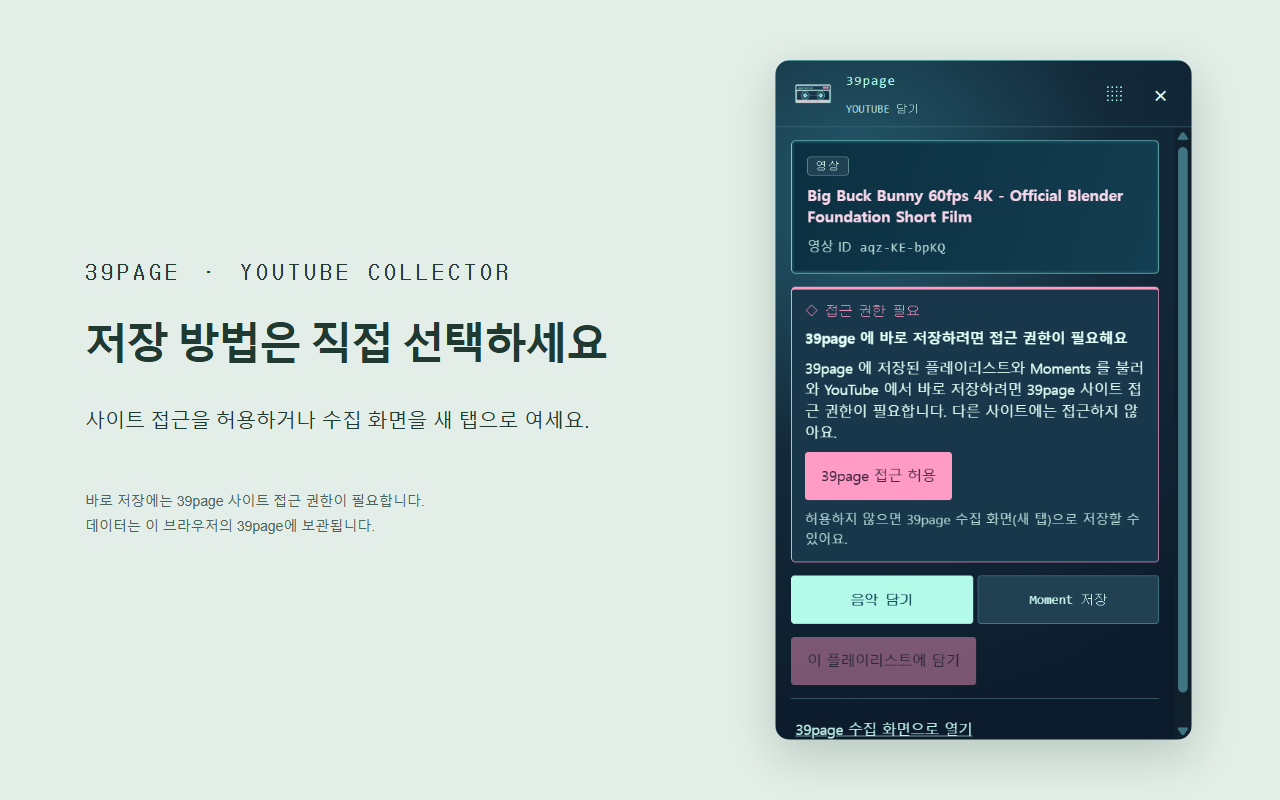 39PAGE · YOUTUBE COLLECTOR
저장 방법은 직접 선택하세요
사이트 접근을 허용하거나 수집 화면을 새 탭으로 여세요.
바로 저장에는 39page 사이트 접근 권한이 필요합니다.
데이터는 이 브라우저의 39page에 보관됩니다.
39page
YOUTUBE 담기
영상
Big Buck Bunny 60fps 4K - Official Blender
Foundation Short Film
영상 ID aqz-KE-bpKQ
◇ 접근 권한 필요
39page 에 바로 저장하려면 접근 권한이 필요해요
39page 에 저장된 플레이리스트와 Moments 를 불러
와 YouTube 에서 바로 저장하려면 39page 사이트 접
근 권한이 필요합니다. 다른 사이트에는 접근하지 않
아요.
39page 접근 허용
허용하지 않으면 39page 수집 화면(새 탭)으로 저장할 수
있어요.
음악 담기
Moment 저장
이 플레이리스트에 담기
39page 수집 화면으로 열기